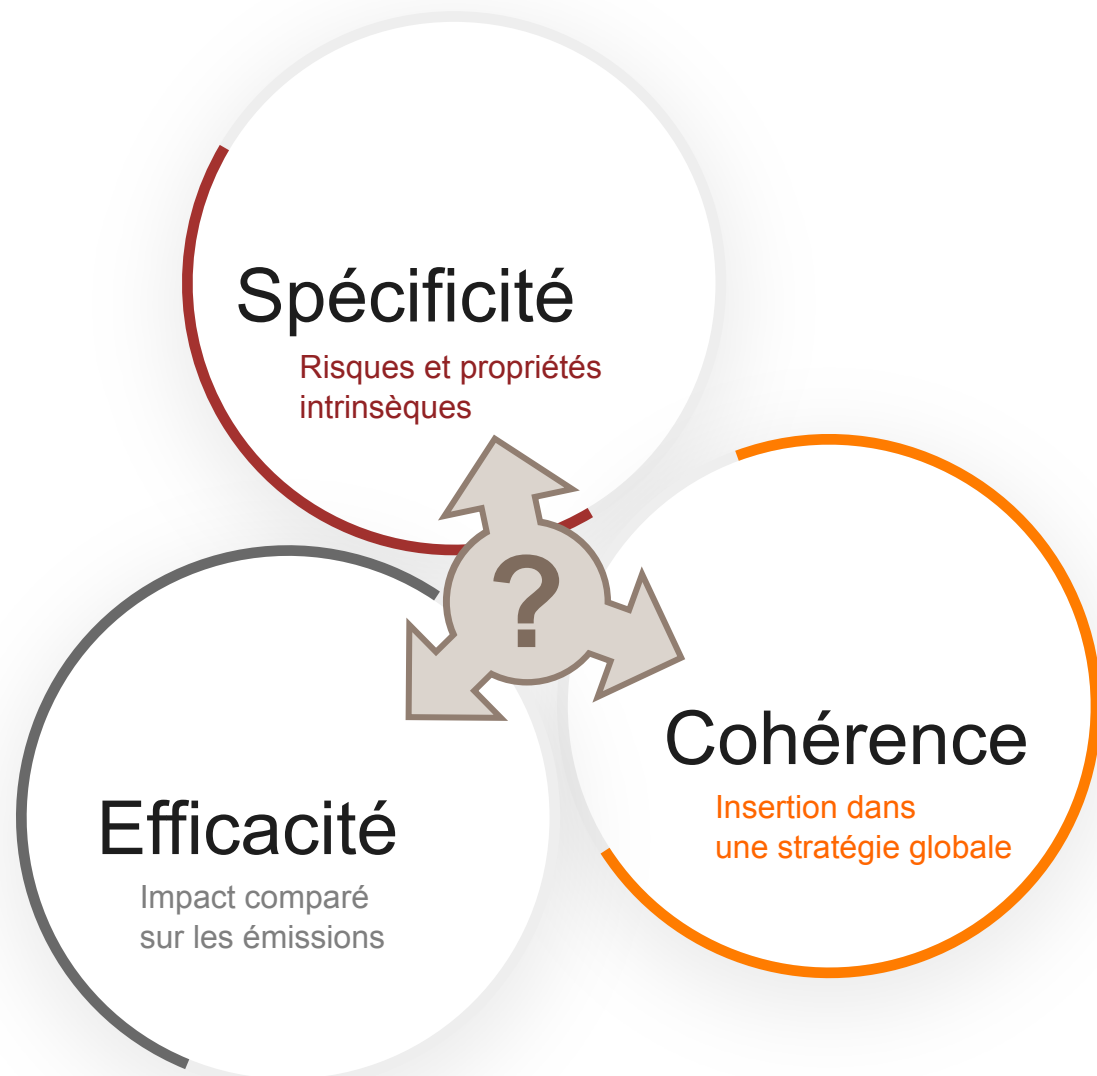 Spécificité
Risques et propriétés
intrinsèques
?
Cohérence
Insertion dans
une stratégie globale
Efficacité
Impact comparé
sur les émissions